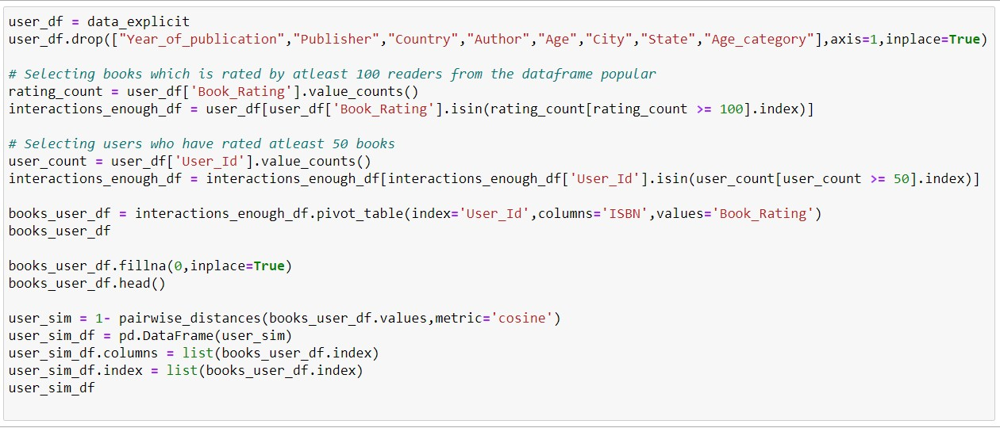 user_df = data_explicit
user_df.drop(["Year_of_publication","Publisher","Country","Author","Age","City","State","Age_category"],axis=1,inplace=True)
# Selecting books which is rated by atleast 100 readers from the dataframe popular
rating_count = user_df['Book_Rating'].value_counts()
interactions_enough_df = user_df[user_df['Book_Rating'].isin(rating_count[rating_count >= 100].index)]
# Selecting users who have rated atleast 50 books
user_count = user_df['User_Id'].value_counts()
interactions_enough_df = interactions_enough_df[interactions_enough_df['User_Id'].isin(user_count[user_count >= 50].index)]
books_user_df = interactions_enough_df.pivot_table(index='User_Id',columns='ISBN',values='Book_Rating')
books_user_df
books_user_df.fillna(0,inplace=True)
books_user_df.head()
user_sim = 1- pairwise_distances(books_user_df.values,metric='cosine')
user_sim_df = pd.DataFrame(user_sim)
user_sim_df.columns = list(books_user_df.index)
user_sim_df.index = list(books_user_df.index)
user_sim_df